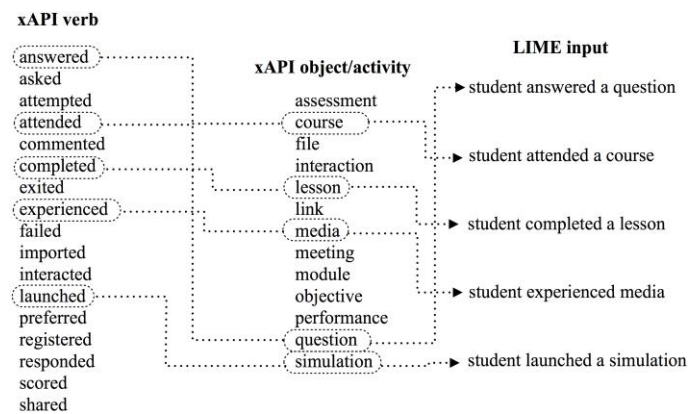 xAPI verb
answered
asked
attempted
attended
commented
completed
exited
experienced
failed
imported
interacted
launched
preferred
registered
responded
scored
shared
xAPI object/activity
assessment
course
file
interaction
lesson
link
media
meeting
module
objective
performance
question
simulation
LIME input
student answered a question
student attended a course
student completed a lesson
student experienced media
student launched a simulation